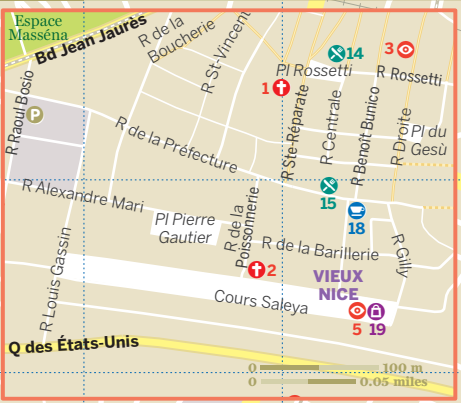 Espace
Masséna
Bd Jean Jaurès
R de la
Boucherie
R St-Vincent
14
3
Pl Rossetti
R Rossetti
1
R Raoul Bosio
P
R Ste-Réparate
R Centrale
R Benoît Bunico
R Droite
Pl du
Gesù
R de la Préfecture
R Alexandre Mari
15
18
Pl Pierre
Gautier
R de la
Poissonnerie
R de la Barillerie
R Gilly
2
VIEUX
NICE
R Louis Gassin
Cours Saleya
5
19
Q des États-Unis
0 100 m
0 0.05 miles